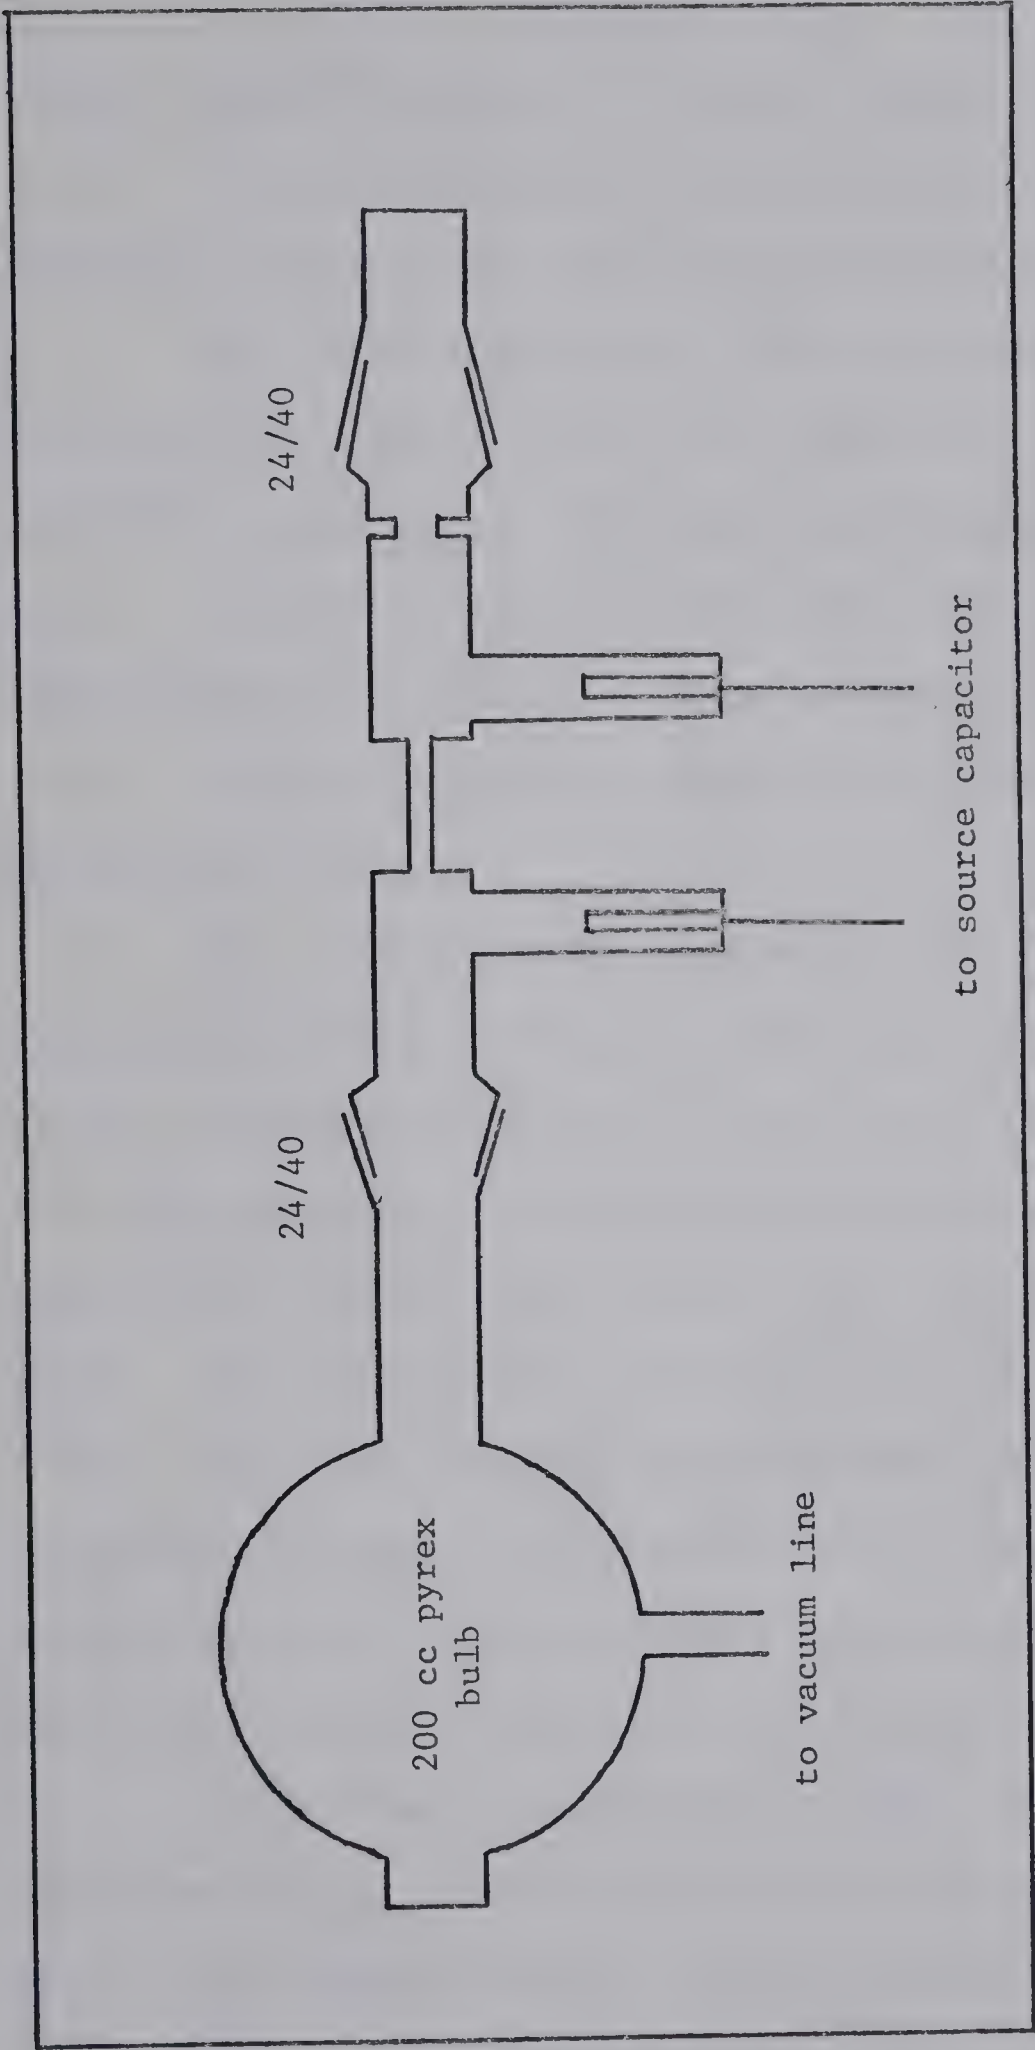 24/40
24/40
200 cc pyrex
bulb
to vacuum line
to source capacitor